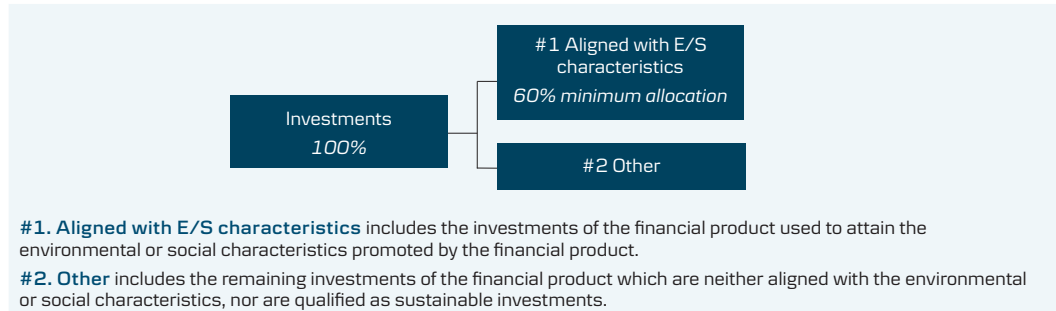 #1 Aligned with E/S
characteristics
60% minimum allocation
Investments
100%
#2 Other
#1. Aligned with E/S characteristics includes the investments of the financial product used to attain the
environmental or social characteristics promoted by the financial product.
#2. Other includes the remaining investments of the financial product which are neither aligned with the environmental
or social characteristics, nor are qualified as sustainable investments.